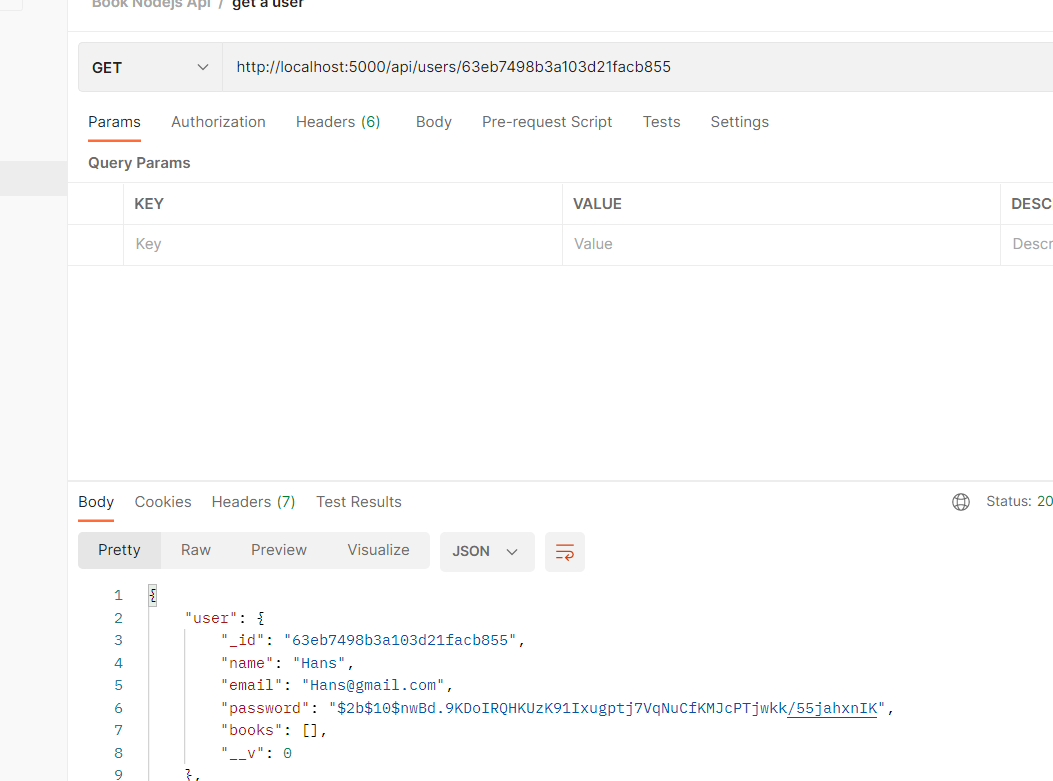 Book Nodejs Api / get a user
GET http://localhost:5000/api/users/63eb7498b3a103d21facb855
Params Authorization Headers (6) Body Pre-request Script Tests Settings
Query Params
KEY VALUE DESC
Key Value Descr
Body Cookies Headers (7) Test Results Status: 20
Pretty Raw Preview Visualize JSON
1 {
2 "user": {
3 "_id": "63eb7498b3a103d21facb855",
4 "name": "Hans",
5 "email": "Hans@gmail.com",
6 "password": "$2b$10$nwBd.9KDoIRQHKUzK91Ixugptj7VqNuCfKMJcPTjwkk/55jahxnIK",
7 "books": [],
8 "__v": 0
9 },